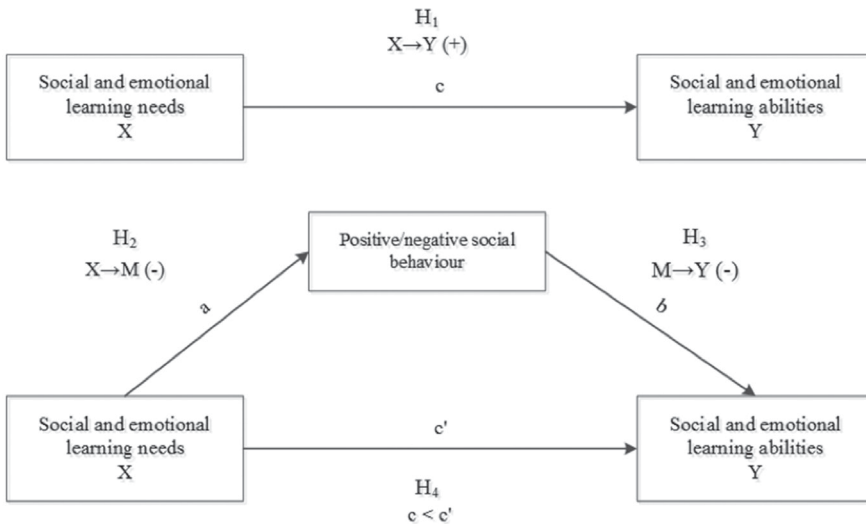 H₁
X→Y (+)
Social and emotional
learning needs
X
c
Social and emotional
learning abilities
Y
H₂
X→M (-)
Positive/negative social
behaviour
H₃
M→Y (-)
a
b
Social and emotional
learning needs
X
c'
Social and emotional
learning abilities
Y
H₄
c < c'